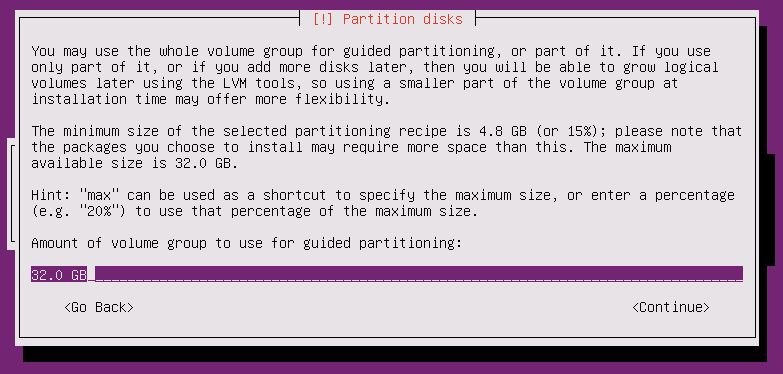 [!] Partition disks
You may use the whole volume group for guided partitioning, or part of it. If you use
only part of it, or if you add more disks later, then you will be able to grow logical
volumes later using the LVM tools, so using a smaller part of the volume group at
installation time may offer more flexibility.
The minimum size of the selected partitioning recipe is 4.8 GB (or 15%); please note that
the packages you choose to install may require more space than this. The maximum
available size is 32.0 GB.
Hint: "max" can be used as a shortcut to specify the maximum size, or enter a percentage
(e.g. "20%") to use that percentage of the maximum size.
Amount of volume group to use for guided partitioning:
32.0 GB
<Go Back> <Continue>